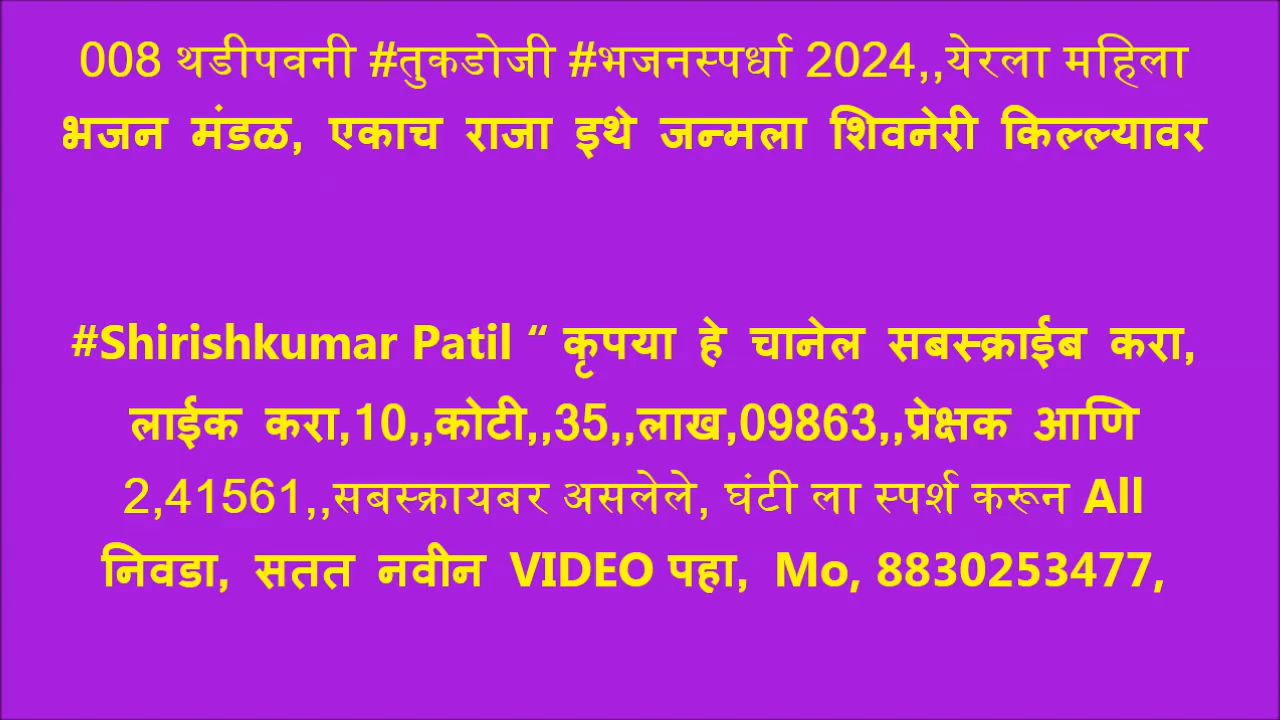 008 थडीपवनी #तुकडोजी #भजनस्पर्धा 2024,,येरला महिला
भजन मंडळ, एकाच राजा इथे जन्मला शिवनेरी किल्ल्यावर
#Shirishkumar Patil “ कृपया हे चानेल सबस्क्राईब करा,
लाईक करा,10,,कोटी,,35,,लाख,09863,,प्रेक्षक आणि
2,41561,,सबस्क्रायबर असलेले, घंटी ला स्पर्श करून All
निवडा, सतत नवीन VIDEO पहा, Mo, 8830253477,